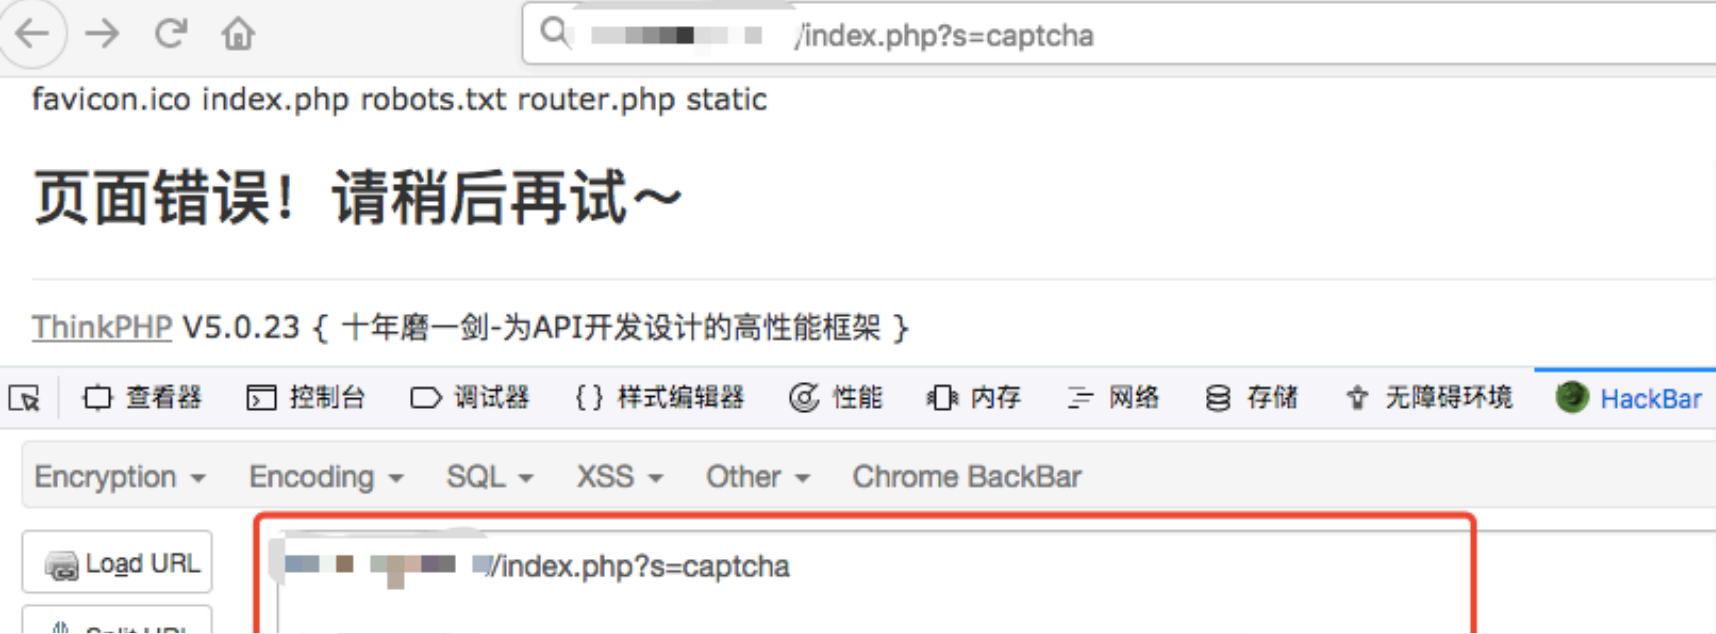 /index.php?s=captcha
favicon.ico index.php robots.txt router.php static
页面错误！请稍后再试～
ThinkPHP V5.0.23 { 十年磨一剑-为API开发设计的高性能框架 }
查看器 控制台 调试器 {} 样式编辑器 性能 内存 网络 存储 无障碍环境 HackBar
Encryption Encoding SQL XSS Other Chrome BackBar
Load URL /index.php?s=captcha
Split URL